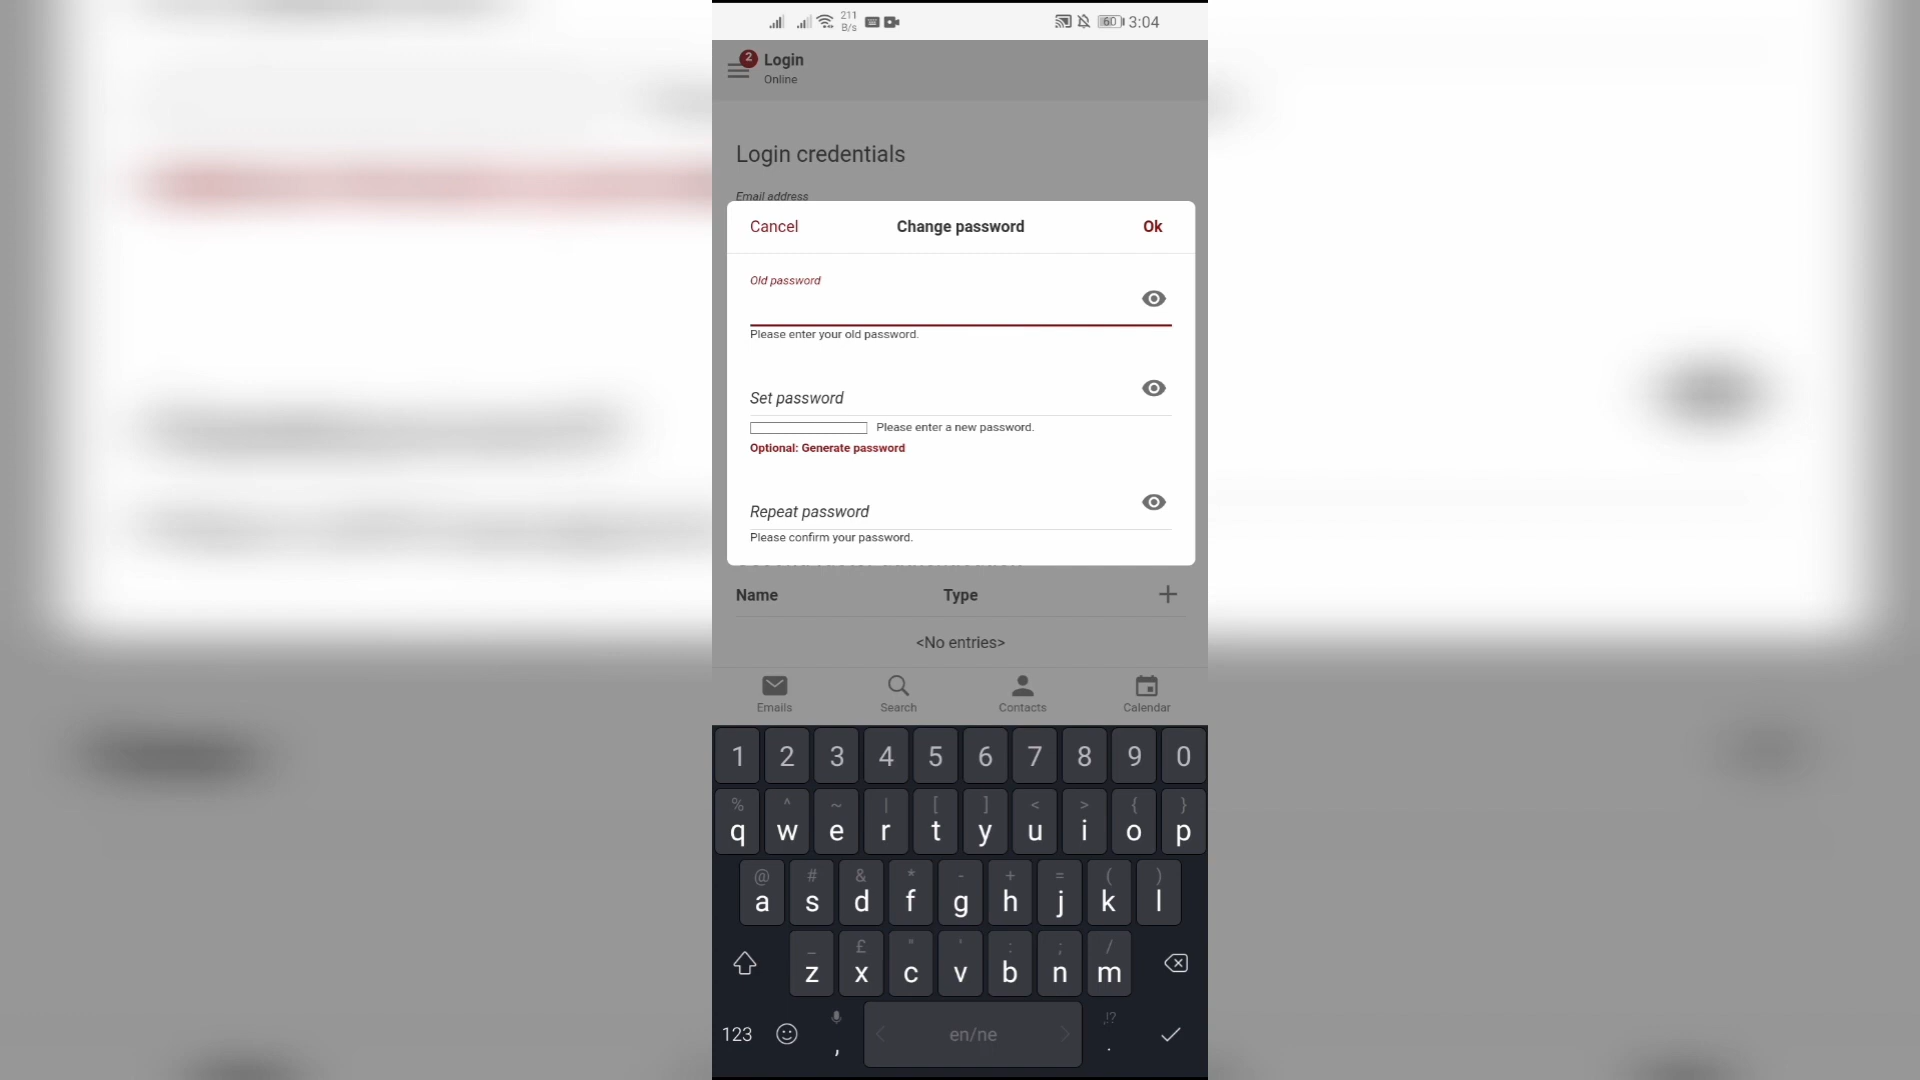 211
B/s
60
3:04
2
Login
Online
Login credentials
Email address
Cancel
Change password
Ok
Old password
Please enter your old password.
Set password
Please enter a new password.
Optional: Generate password
Repeat password
Please confirm your password.
Name
Type
<No entries>
Emails
Search
Contacts
Calendar
1 2 3 4 5 6 7 8 9 0
% ^ ~ | [ ] < > { }
q w e r t y u i o p
@ # & * - + = ( )
a s d f g h j k l
_ £ " ' : ; /
z x c v b n m
,!?
123 , en/ne .